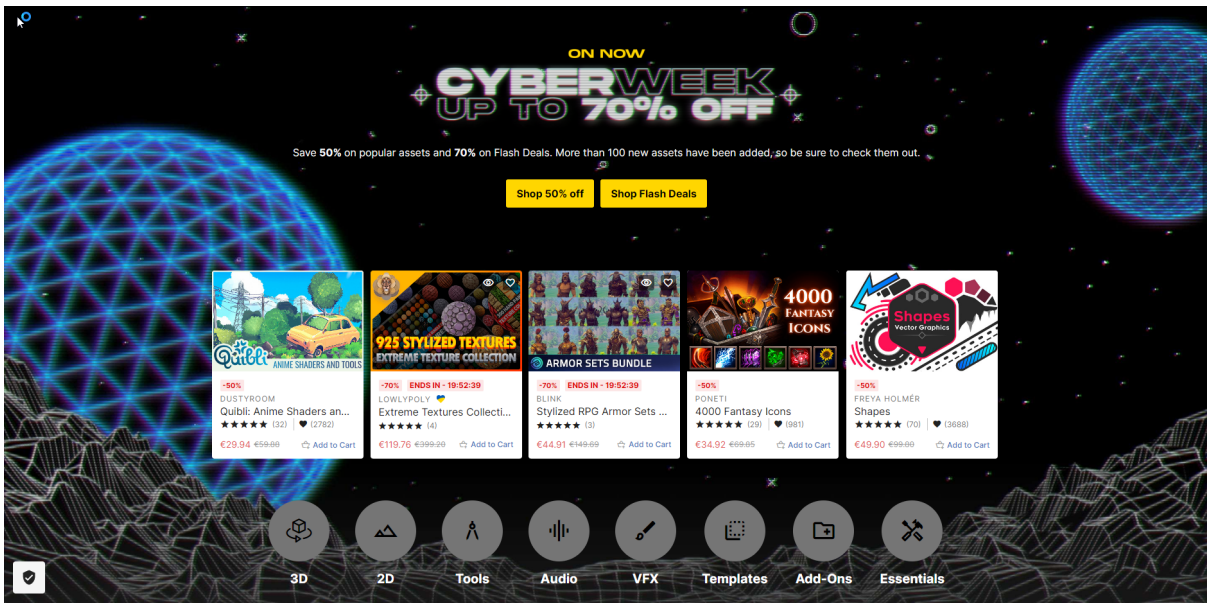 ON NOW
CYBERWEEK
UP TO 70% OFF
Save 50% on popular assets and 70% on Flash Deals. More than 100 new assets have been added, so be sure to check them out.
Shop 50% off
Shop Flash Deals
Quibli
ANIME SHADERS AND TOOLS
-50%
DUSTYROOM
Quibli: Anime Shaders an...
(32) (2782)
€29.94 €59.88 Add to Cart
925 STYLIZED TEXTURES
EXTREME TEXTURE COLLECTION
-70% ENDS IN - 19:52:39
LOWLYPOLY
Extreme Textures Collecti...
(4)
€119.76 €399.20 Add to Cart
ARMOR SETS BUNDLE
-70% ENDS IN - 19:52:39
BLINK
Stylized RPG Armor Sets ...
(3)
€44.91 €149.69 Add to Cart
4000
FANTASY
ICONS
-50%
PONETI
4000 Fantasy Icons
(29) (981)
€34.92 €69.85 Add to Cart
Shapes
Vector Graphics
-50%
FREYA HOLMÉR
Shapes
(70) (3688)
€49.90 €99.80 Add to Cart
3D
2D
Tools
Audio
VFX
Templates
Add-Ons
Essentials